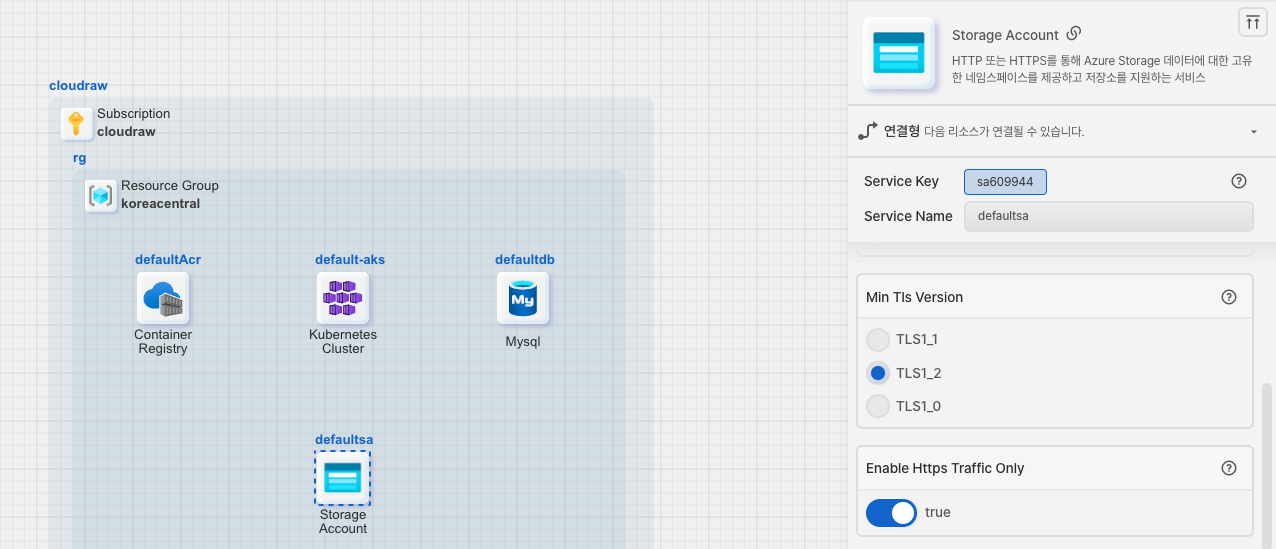 cloudraw
Subscription
cloudraw
rg
Resource Group
koreacentral
defaultAcr
Container
Registry
default-aks
Kubernetes
Cluster
defaultdb
My
Mysql
defaultsa
Storage
Account
Storage Account
HTTP 또는 HTTPS를 통해 Azure Storage 데이터에 대한 고유
한 네임스페이스를 제공하고 저장소를 지원하는 서비스
연결형 다음 리소스가 연결될 수 있습니다.
Service Key sa609944
Service Name defaultsa
Min Tls Version
TLS1_1
TLS1_2
TLS1_0
Enable Https Traffic Only
true